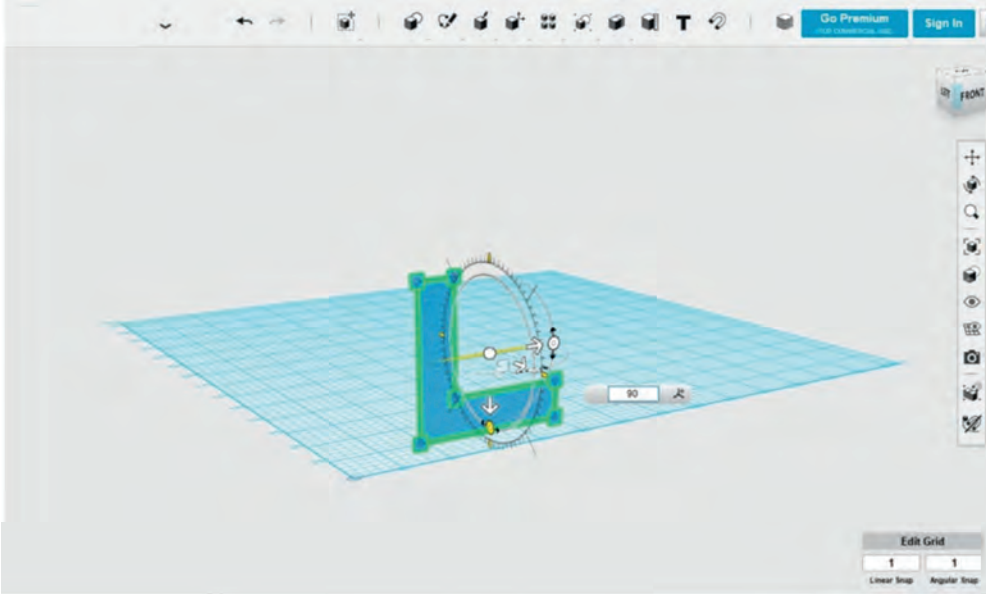 Go Premium
Sign In
FRONT
90
Edit Grid
1
1
Linear Snap
Angular Snap